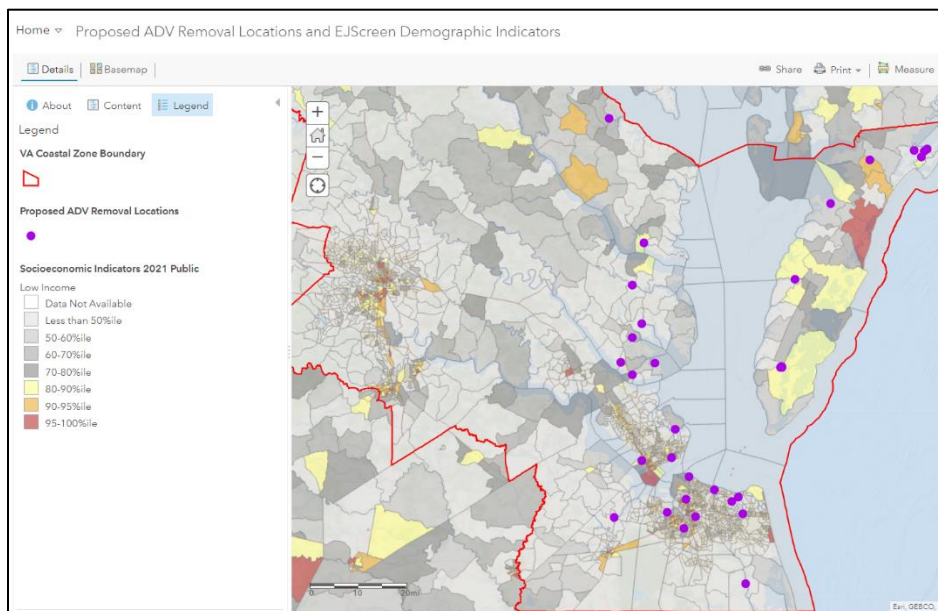 Home Proposed ADV Removal Locations and EJScreen Demographic Indicators
Details Basemap Share Print Measure
About Content Legend
Legend
VA Coastal Zone Boundary
Proposed ADV Removal Locations
Socioeconomic Indicators 2021 Public
Low Income
Data Not Available
Less than 50%ile
50-60%ile
60-70%ile
70-80%ile
80-90%ile
90-95%ile
95-100%ile
+
−
0 10 20mi
Esri, GEBCO,